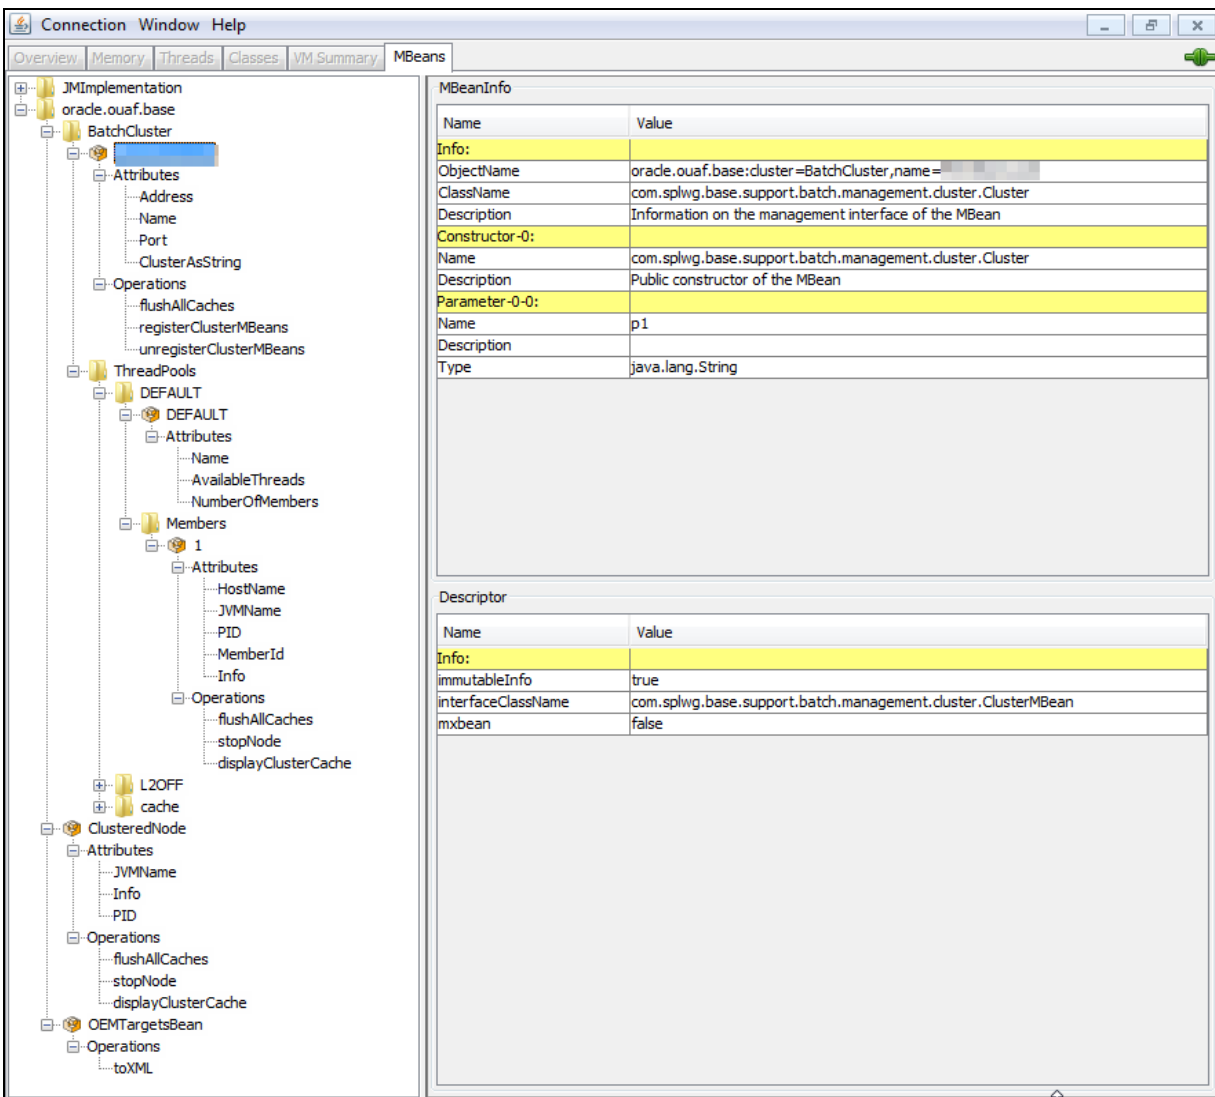 Connection Window Help
Overview Memory Threads Classes VM Summary MBeans
JMImplementation
oracle.ouaf.base
BatchCluster
Attributes
Address
Name
Port
ClusterAsString
Operations
flushAllCaches
registerClusterMBeans
unregisterClusterMBeans
ThreadPools
DEFAULT
DEFAULT
Attributes
Name
AvailableThreads
NumberOfMembers
Members
1
Attributes
HostName
JVMName
PID
MemberId
Info
Operations
flushAllCaches
stopNode
displayClusterCache
L2OFF
cache
ClusteredNode
Attributes
JVMName
Info
PID
Operations
flushAllCaches
stopNode
displayClusterCache
OEMTargetsBean
Operations
toXML
MBeanInfo
Name Value
Info:
ObjectName oracle.ouaf.base:cluster=BatchCluster,name=
ClassName com.splwg.base.support.batch.management.cluster.Cluster
Description Information on the management interface of the MBean
Constructor-0:
Name com.splwg.base.support.batch.management.cluster.Cluster
Description Public constructor of the MBean
Parameter-0-0:
Name p1
Description
Type java.lang.String
Descriptor
Name Value
Info:
immutableInfo true
interfaceClassName com.splwg.base.support.batch.management.cluster.ClusterMBean
mxbean false